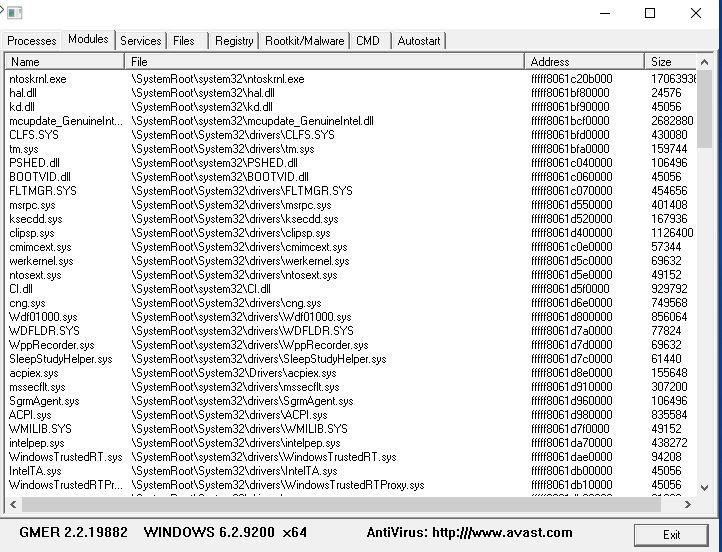 Processes Modules Services Files Registry Rootkit/Malware CMD Autostart
Name File Address Size
ntoskrnl.exe \SystemRoot\system32\ntoskrnl.exe fffff8061c20b000 17063936
hal.dll \SystemRoot\system32\hal.dll fffff8061bf80000 24576
kd.dll \SystemRoot\system32\kd.dll fffff8061bf90000 45056
mcupdate_GenuineInt... \SystemRoot\system32\mcupdate_GenuineIntel.dll fffff8061bcf0000 2682880
CLFS.SYS \SystemRoot\System32\drivers\CLFS.SYS fffff8061bfd0000 430080
tm.sys \SystemRoot\System32\drivers\tm.sys fffff8061bfa0000 159744
PSHED.dll \SystemRoot\system32\PSHED.dll fffff8061c040000 106496
BOOTVID.dll \SystemRoot\system32\BOOTVID.dll fffff8061c060000 45056
FLTMGR.SYS \SystemRoot\System32\drivers\FLTMGR.SYS fffff8061c070000 454656
msrpc.sys \SystemRoot\System32\drivers\msrpc.sys fffff8061d550000 401408
ksecdd.sys \SystemRoot\System32\drivers\ksecdd.sys fffff8061d520000 167936
clipsp.sys \SystemRoot\System32\drivers\clipsp.sys fffff8061d400000 1126400
cmimcext.sys \SystemRoot\System32\drivers\cmimcext.sys fffff8061c0e0000 57344
werkernel.sys \SystemRoot\System32\drivers\werkernel.sys fffff8061d5c0000 69632
ntosext.sys \SystemRoot\System32\drivers\ntosext.sys fffff8061d5e0000 49152
CI.dll \SystemRoot\system32\CI.dll fffff8061d5f0000 929792
cng.sys \SystemRoot\System32\drivers\cng.sys fffff8061d6e0000 749568
Wdf01000.sys \SystemRoot\system32\drivers\Wdf01000.sys fffff8061d800000 856064
WDFLDR.SYS \SystemRoot\system32\drivers\WDFLDR.SYS fffff8061d7a0000 77824
WppRecorder.sys \SystemRoot\system32\drivers\WppRecorder.sys fffff8061d7d0000 69632
SleepStudyHelper.sys \SystemRoot\System32\drivers\SleepStudyHelper.sys fffff8061d7c0000 61440
acpiex.sys \SystemRoot\System32\Drivers\acpiex.sys fffff8061d8e0000 155648
mssecflt.sys \SystemRoot\system32\drivers\mssecflt.sys fffff8061d910000 307200
SgrmAgent.sys \SystemRoot\system32\drivers\SgrmAgent.sys fffff8061d960000 106496
ACPI.sys \SystemRoot\System32\drivers\ACPI.sys fffff8061d980000 835584
WMILIB.SYS \SystemRoot\System32\drivers\WMILIB.SYS fffff8061d7f0000 49152
intelpep.sys \SystemRoot\System32\drivers\intelpep.sys fffff8061da70000 438272
WindowsTrustedRT.sys \SystemRoot\system32\drivers\WindowsTrustedRT.sys fffff8061dae0000 94208
IntelTA.sys \SystemRoot\System32\drivers\IntelTA.sys fffff8061db00000 45056
WindowsTrustedRTPr... \SystemRoot\System32\drivers\WindowsTrustedRTProxy.sys fffff8061db10000 45056
GMER 2.2.19882 WINDOWS 6.2.9200 x64 AntiVirus: http://www.avast.com Exit